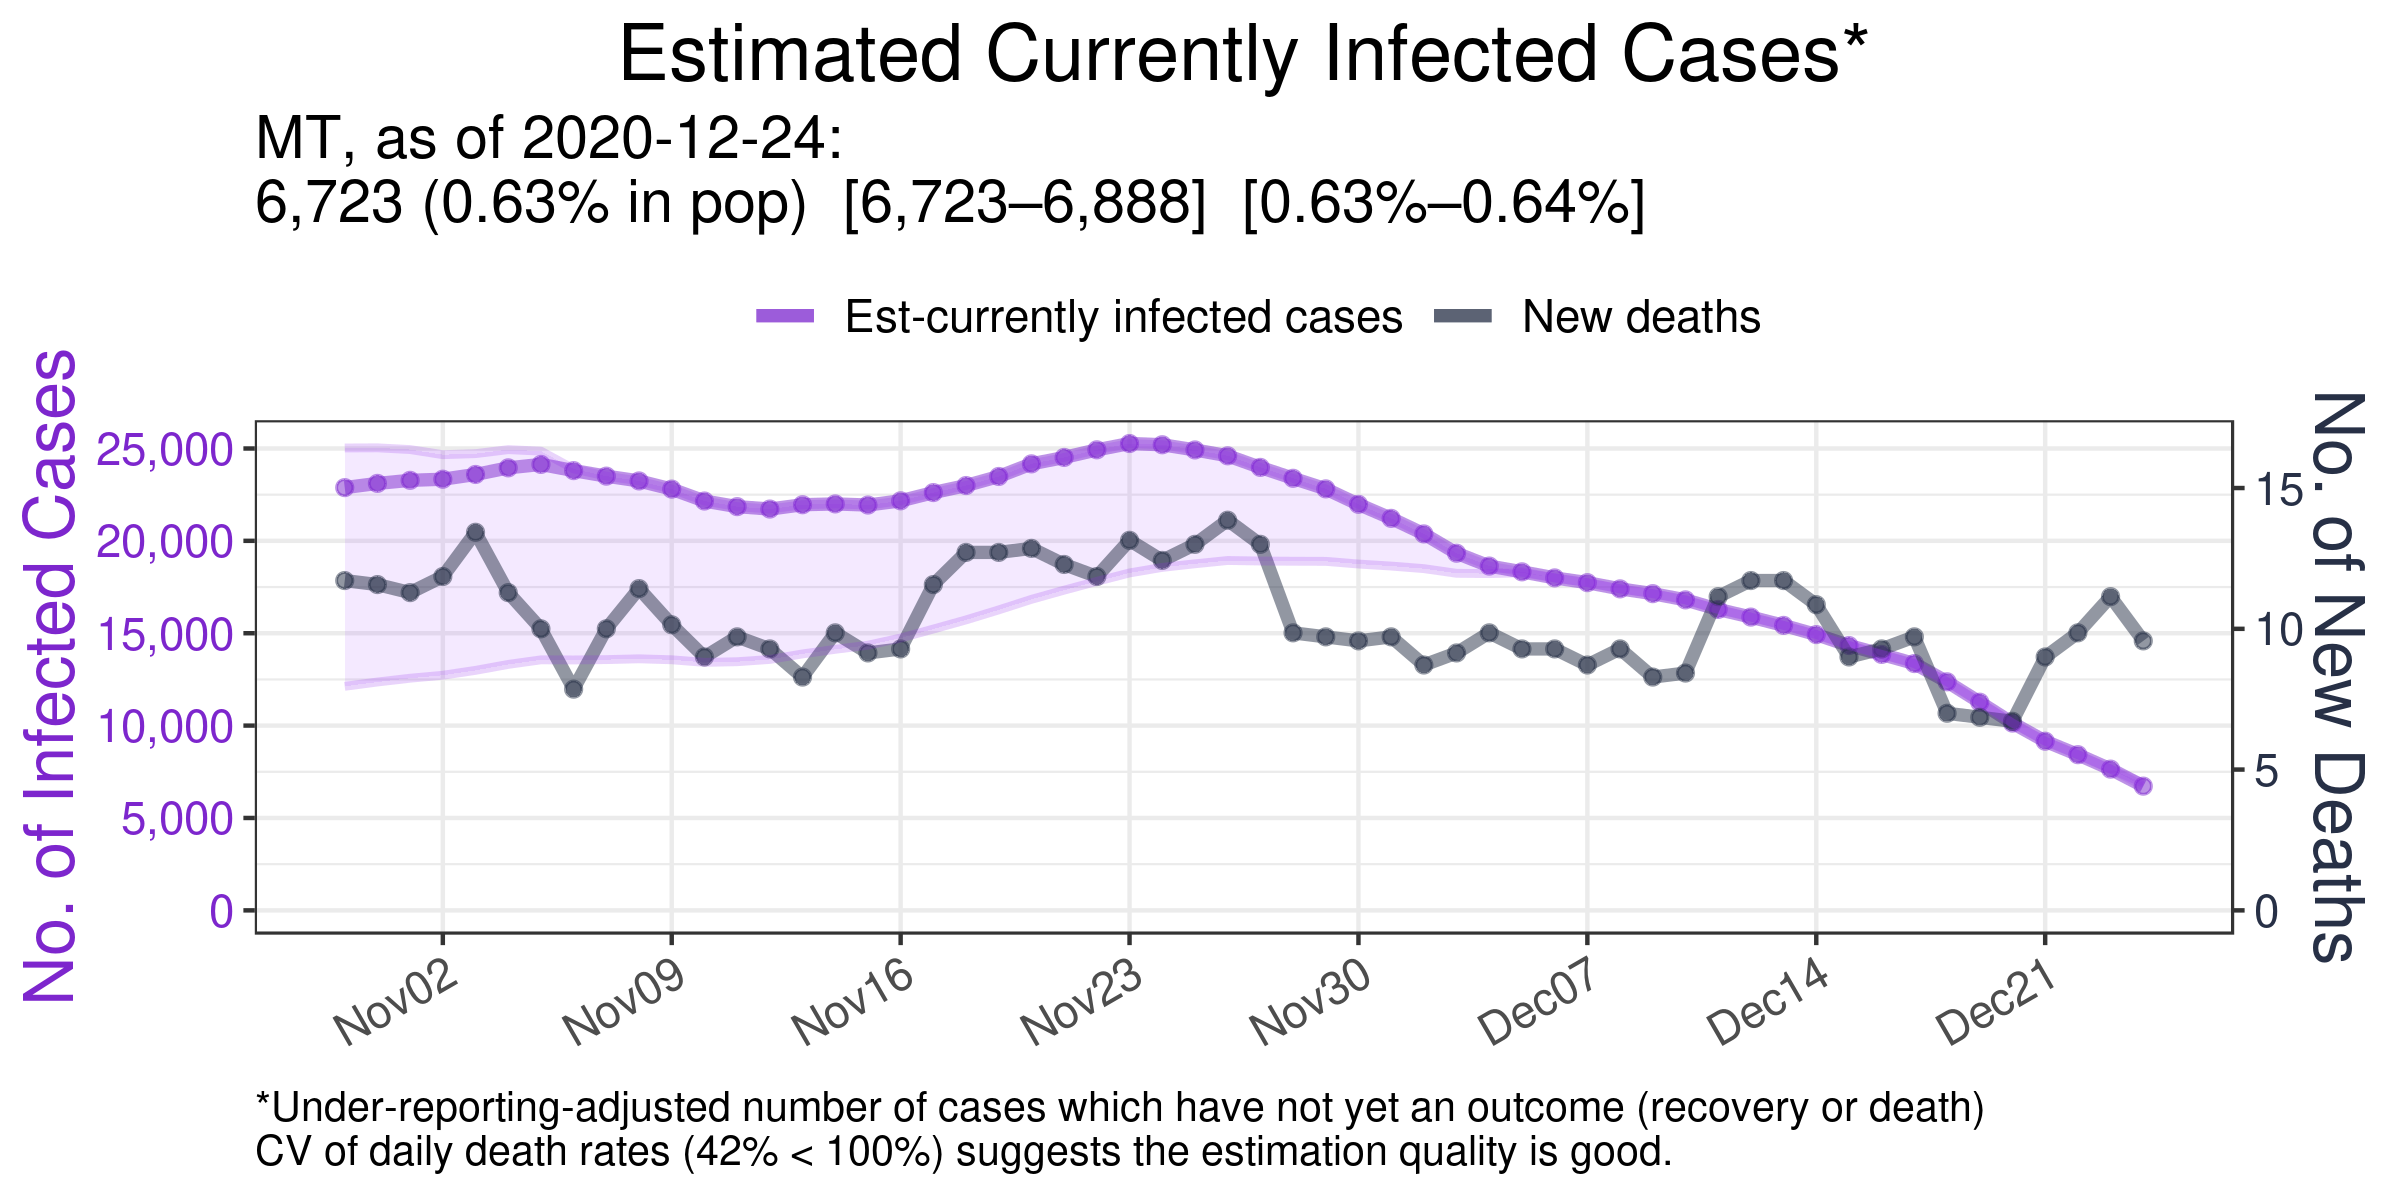 Estimated Currently Infected Cases*
MT, as of 2020-12-24:
6,723 (0.63% in pop)  [6,723–6,888]  [0.63%–0.64%]
Est-currently infected cases
New deaths
No. of Infected Cases
25,000
20,000
15,000
10,000
5,000
0
No. of New Deaths
15
10
5
0
Nov02
Nov09
Nov16
Nov23
Nov30
Dec07
Dec14
Dec21
*Under-reporting-adjusted number of cases which have not yet an outcome (recovery or death)
CV of daily death rates (42% < 100%) suggests the estimation quality is good.